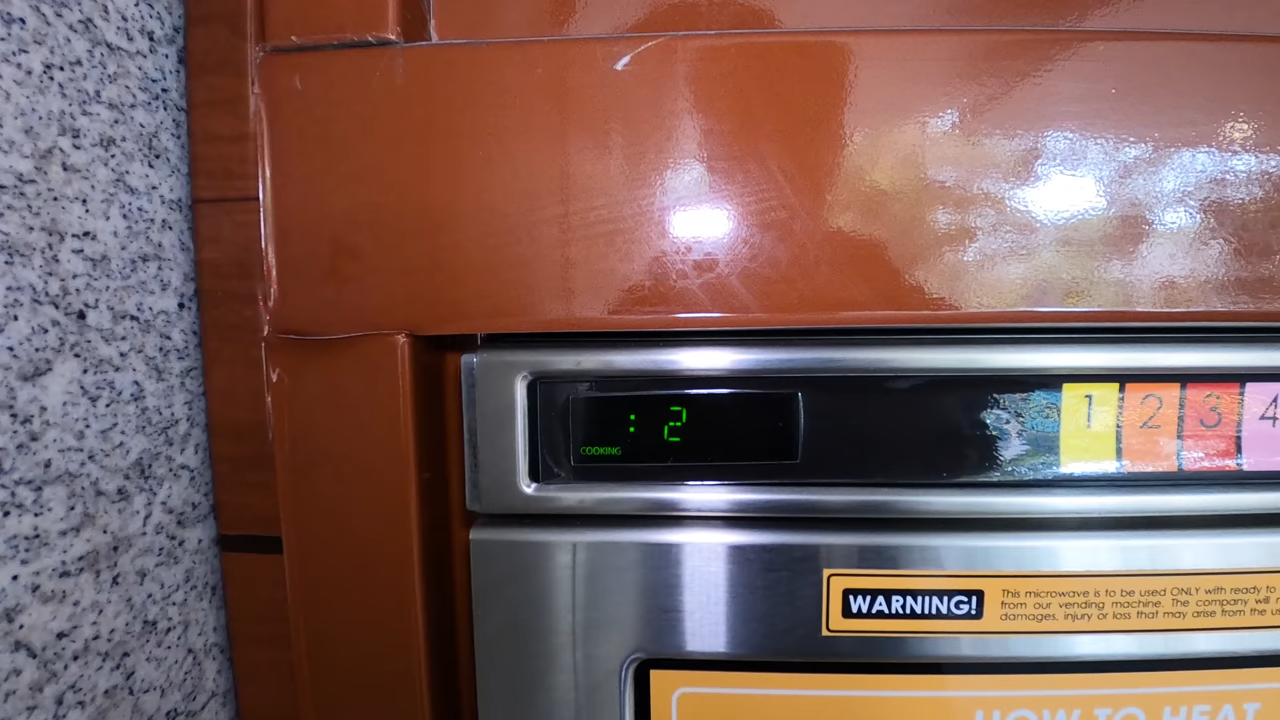 : 2
COOKING
1 2 3 4
WARNING!
This microwave is to be used ONLY with ready to
from our vending machine. The company will
damages, injury or loss that may arise from the
HOW TO HEAT